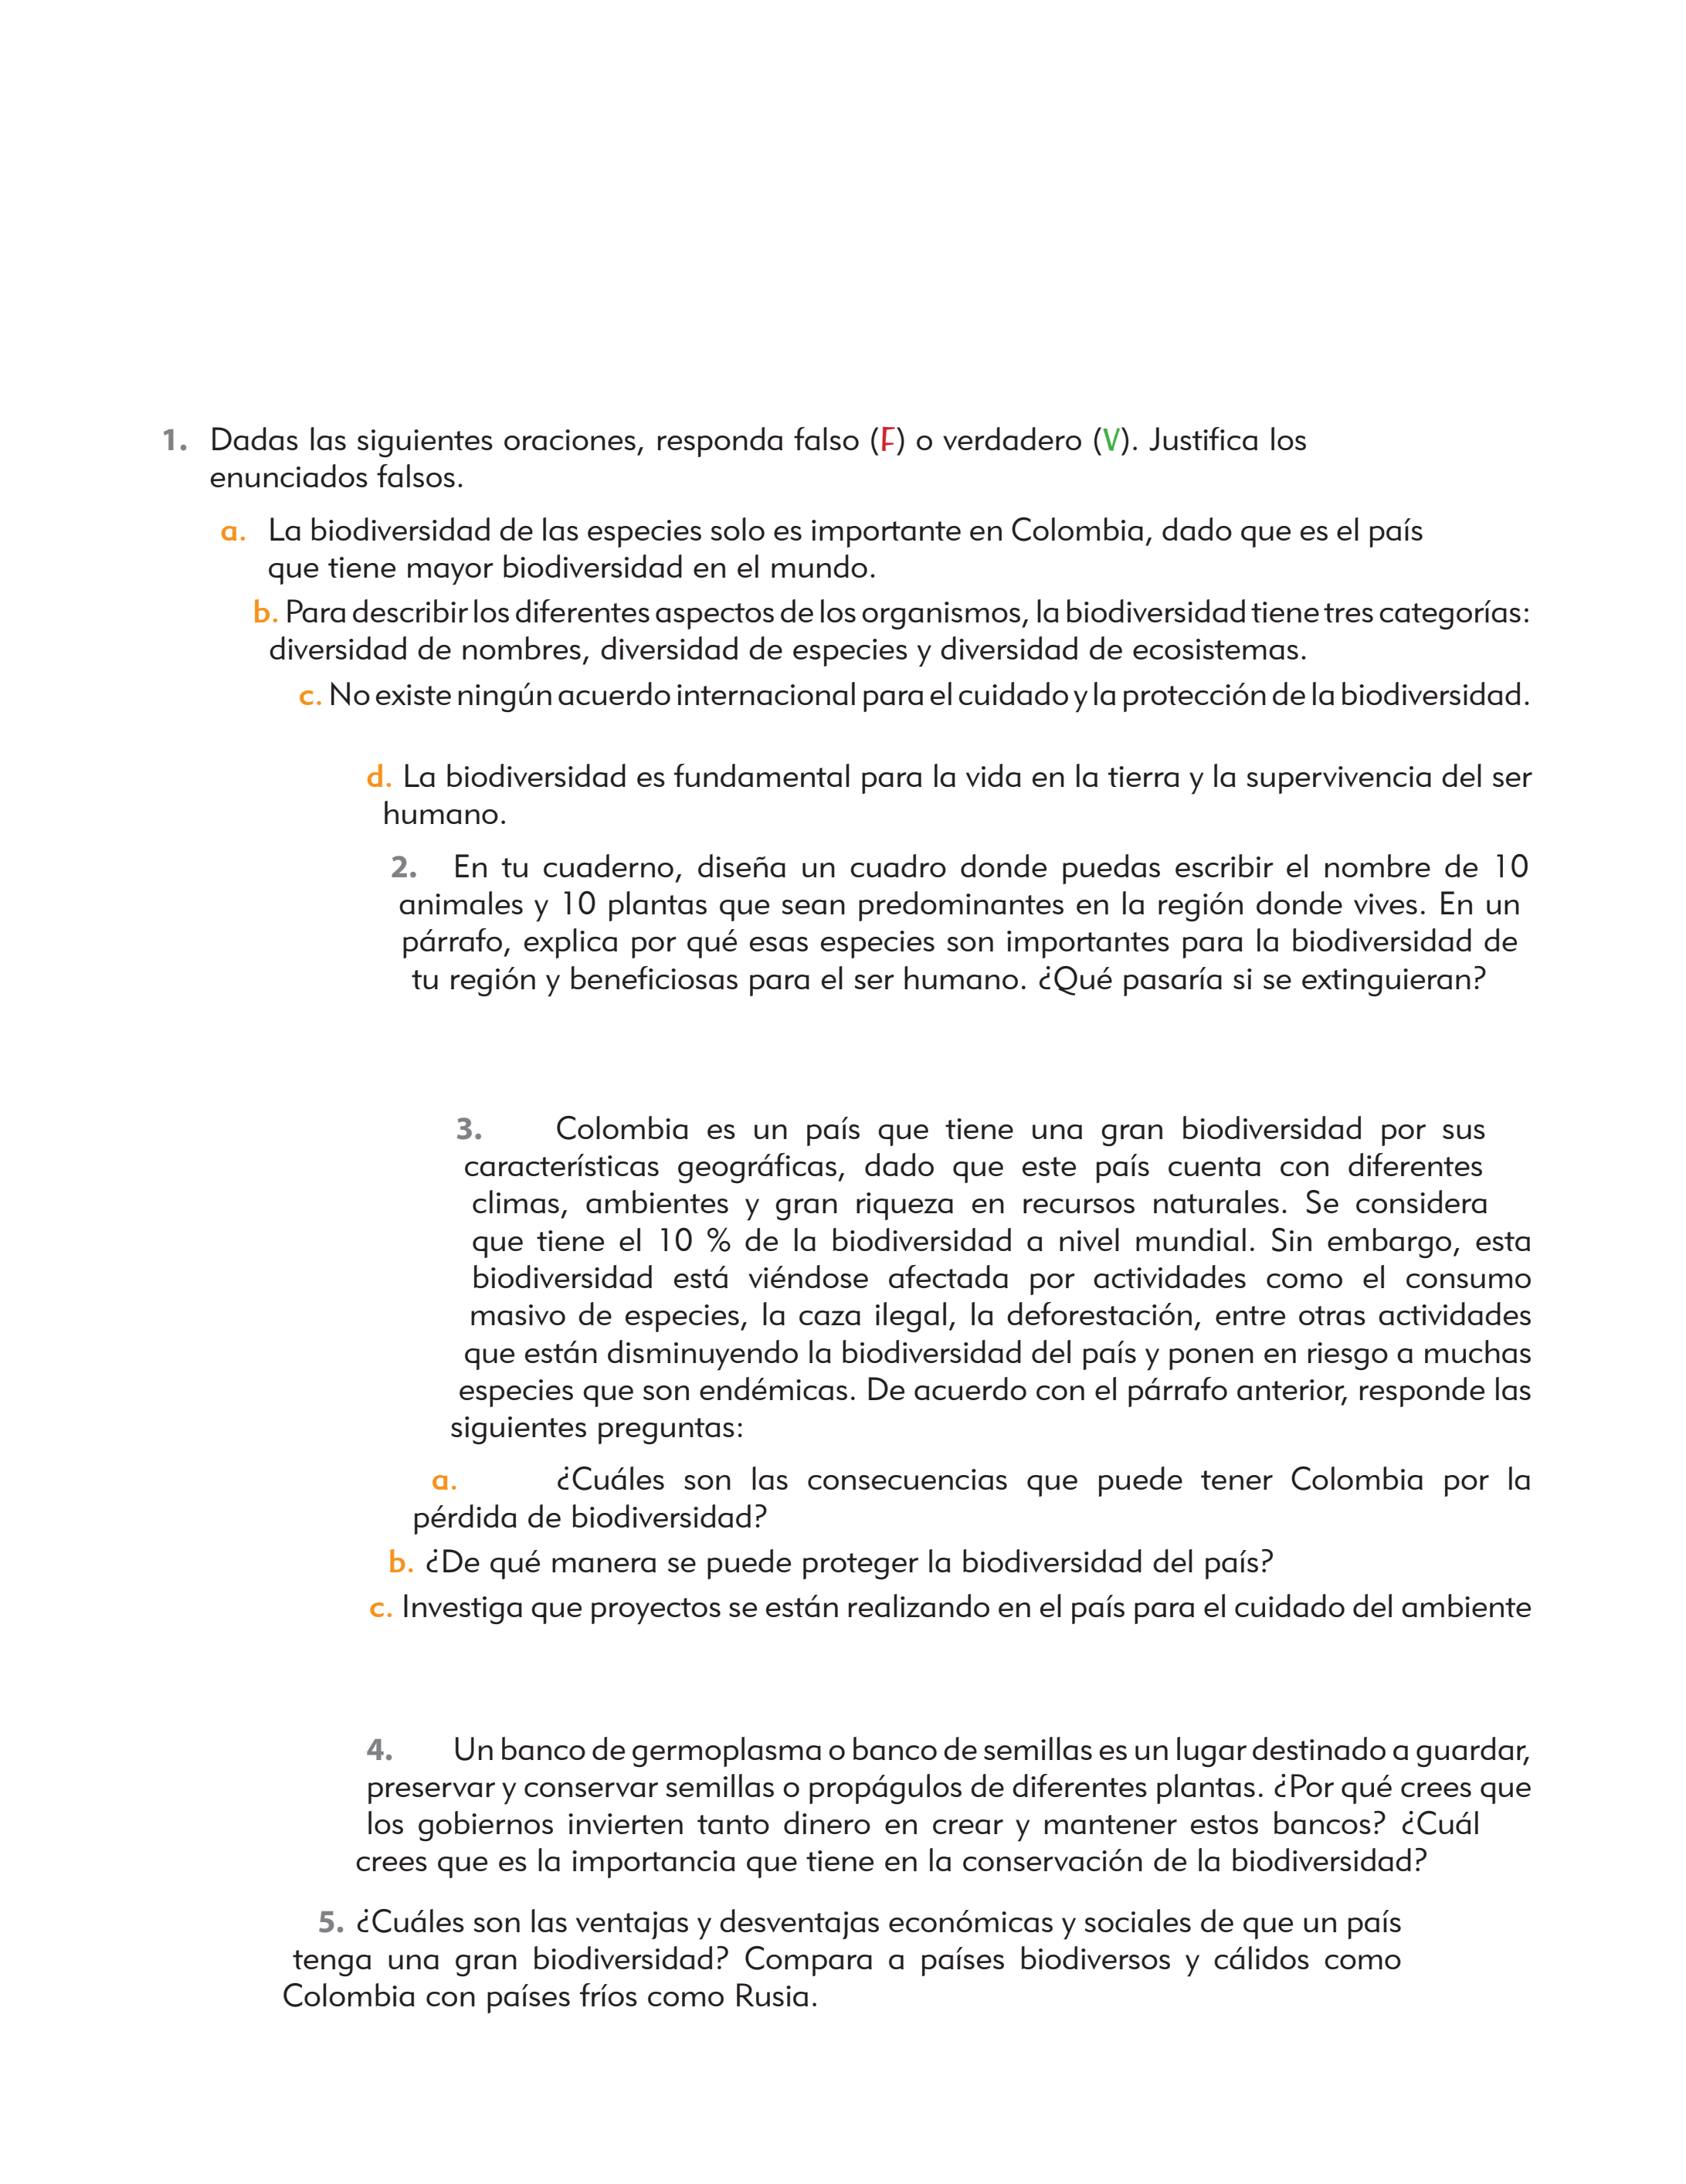 1. Dadas las siguientes oraciones, responda falso (F) o verdadero (V). Justifica los
enunciados falsos.
a. La biodiversidad de las especies solo es importante en Colombia, dado que es el país
que tiene mayor biodiversidad en el mundo.
b. Para describir los diferentes aspectos de los organismos, la biodiversidad tiene tres categorías:
diversidad de nombres, diversidad de especies y diversidad de ecosistemas.
c. No existe ningún acuerdo internacional para el cuidado y la protección de la biodiversidad.
d. La biodiversidad es fundamental para la vida en la tierra y la supervivencia del ser
humano.
2. En tu cuaderno, diseña un cuadro donde puedas escribir el nombre de 10
animales y 10 plantas que sean predominantes en la región donde vives. En un
párrafo, explica por qué esas especies son importantes para la biodiversidad de
tu región y beneficiosas para el ser humano. ¿Qué pasaría si se extinguieran?
3. Colombia es un país que tiene una gran biodiversidad por sus
características geográficas, dado que este país cuenta con diferentes
climas, ambientes y gran riqueza en recursos naturales. Se considera
que tiene el 10 % de la biodiversidad a nivel mundial. Sin embargo, esta
biodiversidad está viéndose afectada por actividades como el consumo
masivo de especies, la caza ilegal, la deforestación, entre otras actividades
que están disminuyendo la biodiversidad del país y ponen en riesgo a muchas
especies que son endémicas. De acuerdo con el párrafo anterior, responde las
siguientes preguntas:
a. ¿Cuáles son las consecuencias que puede tener Colombia por la
pérdida de biodiversidad?
b. ¿De qué manera se puede proteger la biodiversidad del país?
c. Investiga que proyectos se están realizando en el país para el cuidado del ambiente
4. Un banco de germoplasma o banco de semillas es un lugar destinado a guardar,
preservar y conservar semillas o propágulos de diferentes plantas. ¿Por qué crees que
los gobiernos invierten tanto dinero en crear y mantener estos bancos? ¿Cuál
crees que es la importancia que tiene en la conservación de la biodiversidad?
5. ¿Cuáles son las ventajas y desventajas económicas y sociales de que un país
tenga una gran biodiversidad? Compara a países biodiversos y cálidos como
Colombia con países fríos como Rusia.